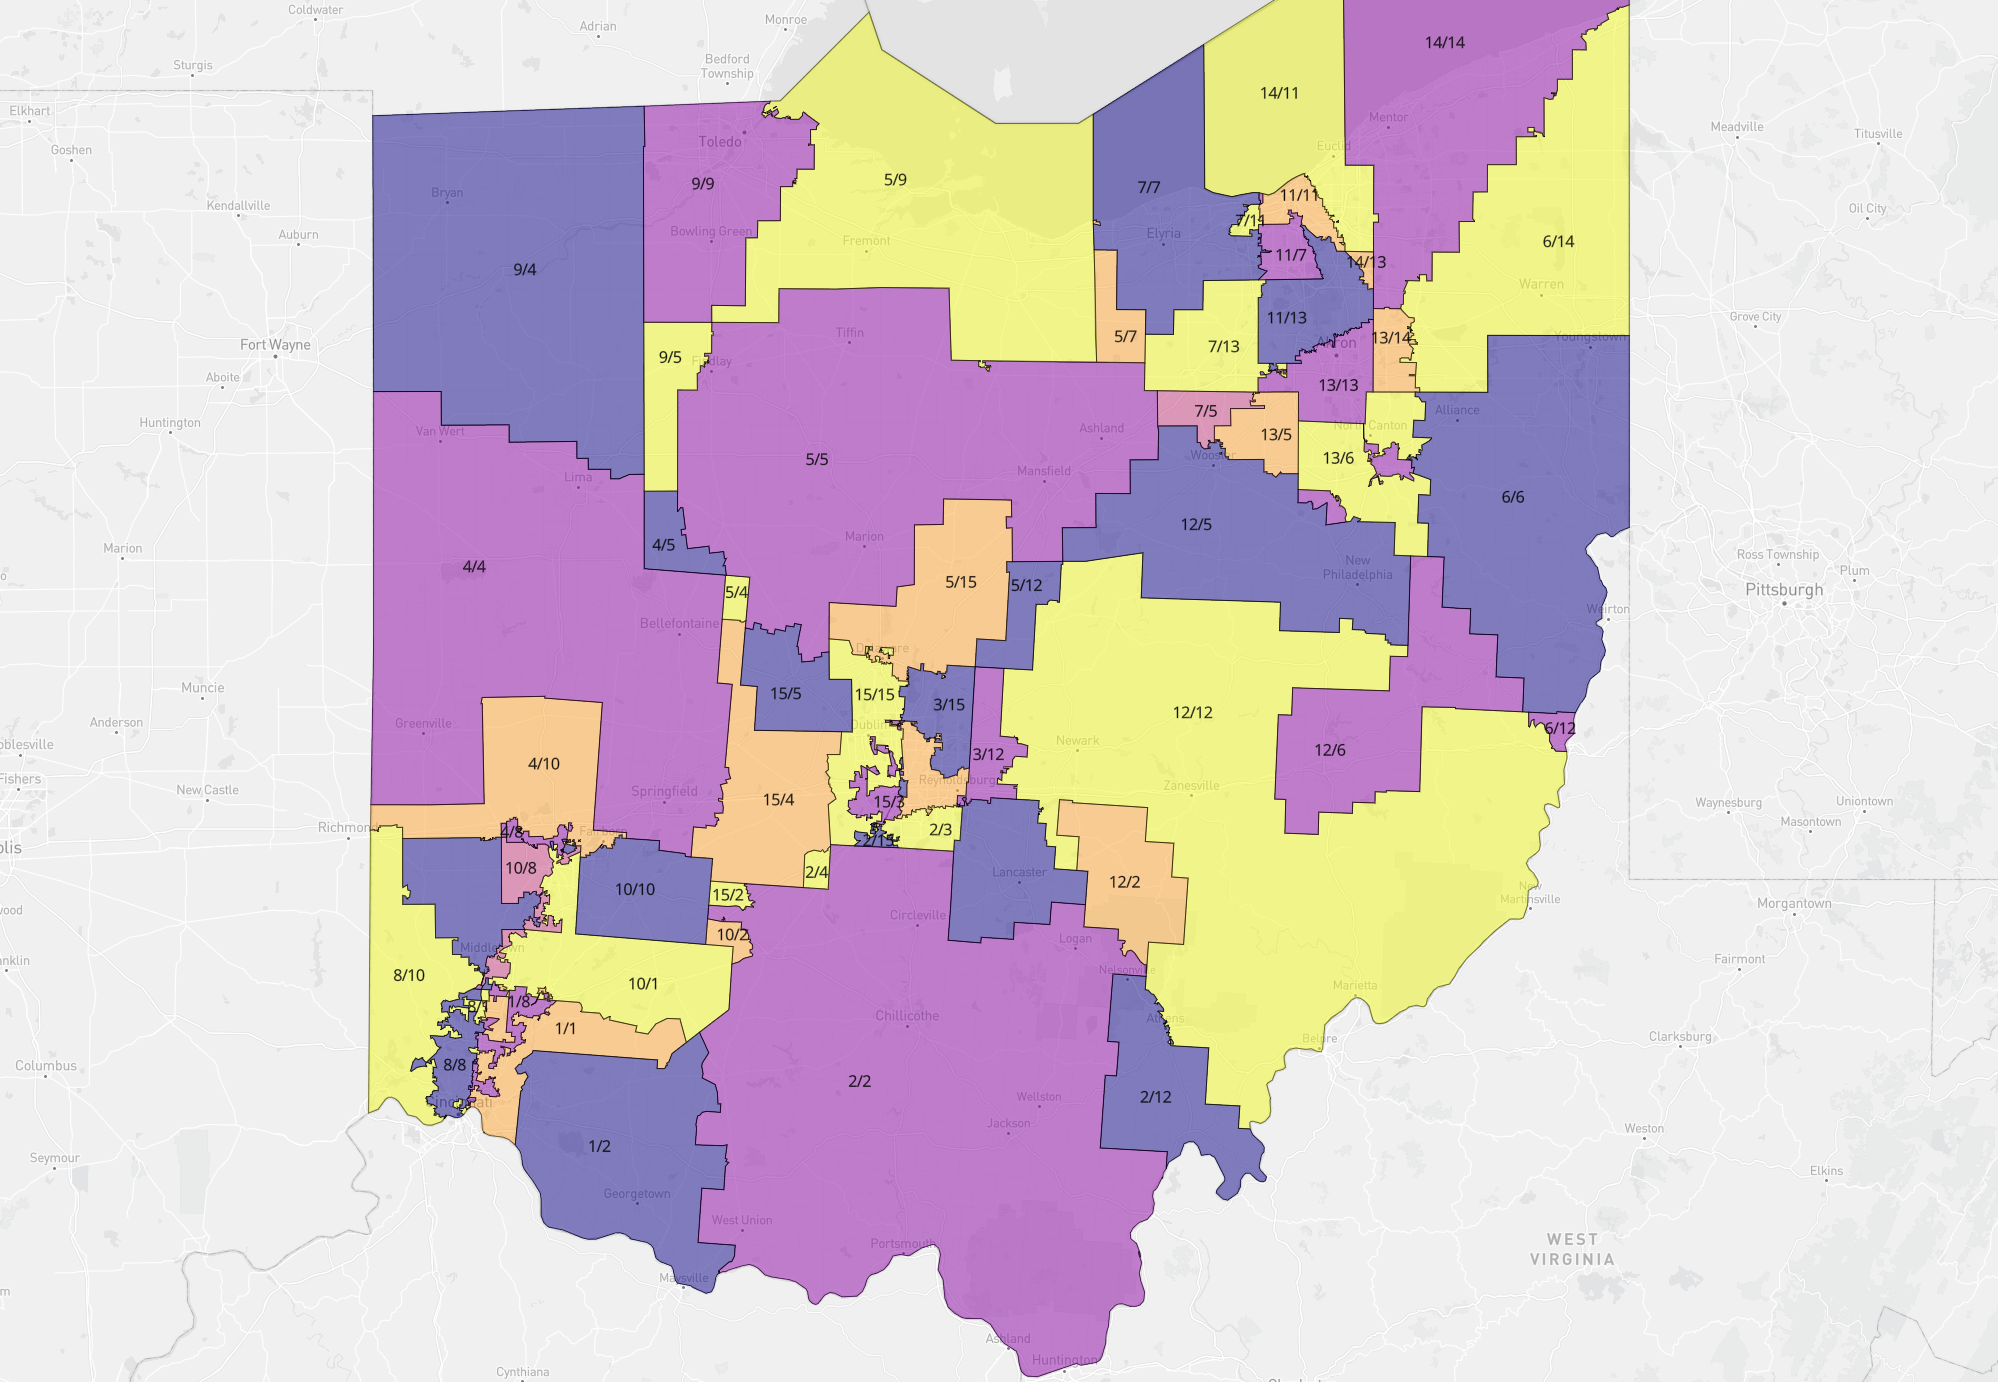 Coldwater
Adrian
Monroe
Sturgis
Bedford
Township
14/14
Elkhart
Goshen
14/11
Mentor
Meadville
Titusville
Toledo
Euclid
Bryan
9/9
5/9
7/7
11/11
Kendallville
Oil City
7/11
Auburn
Bowling Green
Fremont
Elyria
6/14
11/7
14/13
9/4
Warren
Grove City
11/13
Fort Wayne
Tiffin
5/7
7/13
Akron
13/14
Youngstown
9/5
Findlay
Aboite
13/13
7/5
Alliance
Huntington
Van Wert
Ashland
13/5
North Canton
5/5
Wooster
13/6
Lima
Mansfield
6/6
12/5
Marion
4/5
Marion
Ross Township
4/4
New
Philadelphia
Plum
5/15
5/12
5/4
Pittsburgh
Bellefontaine
Weirton
Delaware
Muncie
15/5
15/15
3/15
12/12
Anderson
Greenville
Dublin
6/12
oblesville
Newark
12/6
3/12
4/10
Fishers
Reynoldsburg
New Castle
Springfield
15/4
Zanesville
15/3
Waynesburg
Uniontown
Richmond
4/8
Fairborn
2/3
Masontown
olis
2/15
10/8
2/4
Lancaster
12/2
10/10
15/2
New
Martinsville
wood
Circleville
Morgantown
10/2
Logan
Middletown
nklin
8/10
10/1
Nelsonville
Fairmont
Marietta
8/1
1/8
Chillicothe
Athens
1/1
Belpre
Clarksburg
Columbus
8/8
2/2
Cincinnati
Wellston
2/12
Jackson
Weston
1/2
Seymour
Elkins
Georgetown
West Union
Portsmouth
WEST
VIRGINIA
Maysville
Ashland
Huntington
Cynthiana